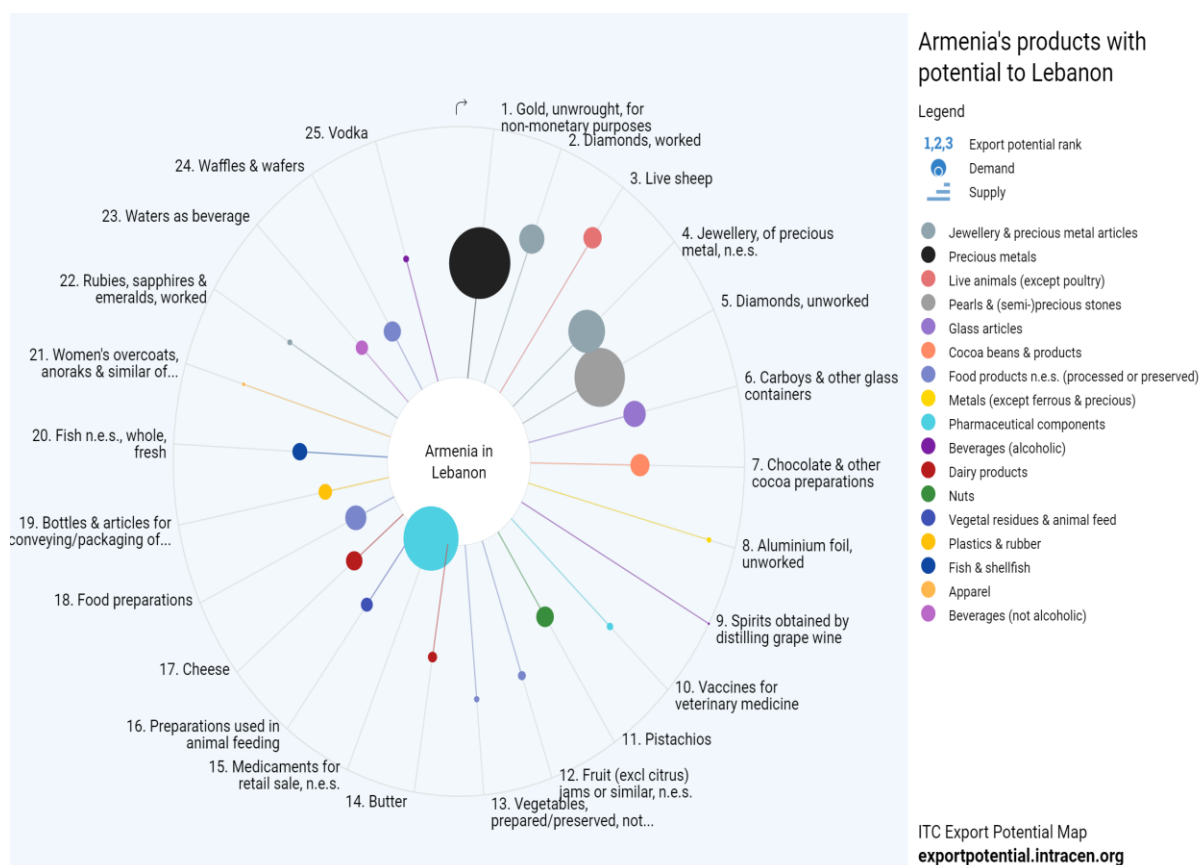 1. Gold, unwrought, for
non-monetary purposes
2. Diamonds, worked
3. Live sheep
4. Jewellery, of precious
metal, n.e.s.
5. Diamonds, unworked
6. Carboys & other glass
containers
7. Chocolate & other
cocoa preparations
8. Aluminium foil,
unworked
9. Spirits obtained by
distilling grape wine
10. Vaccines for
veterinary medicine
11. Pistachios
12. Fruit (excl citrus)
jams or similar, n.e.s.
13. Vegetables,
prepared/preserved, not...
14. Butter
15. Medicaments for
retail sale, n.e.s.
16. Preparations used in
animal feeding
17. Cheese
18. Food preparations
19. Bottles & articles for
conveying/packaging of...
20. Fish n.e.s., whole,
fresh
21. Women's overcoats,
anoraks & similar of...
22. Rubies, sapphires &
emeralds, worked
23. Waters as beverage
24. Waffles & wafers
25. Vodka
Armenia in
Lebanon
Armenia's products with
potential to Lebanon
Legend
1,2,3 Export potential rank
Demand
Supply
Jewellery & precious metal articles
Precious metals
Live animals (except poultry)
Pearls & (semi-)precious stones
Glass articles
Cocoa beans & products
Food products n.e.s. (processed or preserved)
Metals (except ferrous & precious)
Pharmaceutical components
Beverages (alcoholic)
Dairy products
Nuts
Vegetal residues & animal feed
Plastics & rubber
Fish & shellfish
Apparel
Beverages (not alcoholic)
ITC Export Potential Map
exportpotential.intracen.org